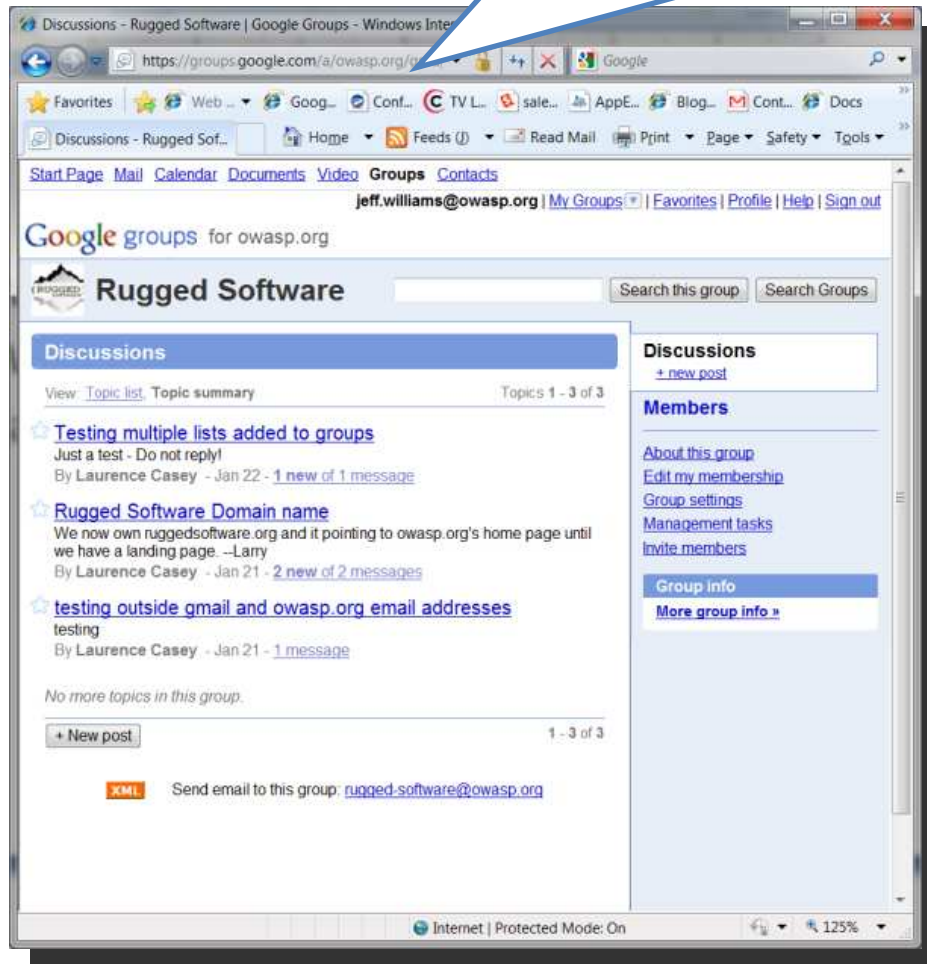 Discussions - Rugged Software | Google Groups - Windows Inte
https://groups.google.com/a/owasp.org/g
Google
Favorites Web ... Goog... Conf... TV L... sale... AppE... Blog... Cont... Docs
Discussions - Rugged Sof... Home Feeds (J) Read Mail Print Page Safety Tools
Start Page Mail Calendar Documents Video Groups Contacts
jeff.williams@owasp.org | My Groups | Favorites | Profile | Help | Sign out
Google groups for owasp.org
RUGGED
Rugged Software
Search this group Search Groups
Discussions
View: Topic list, Topic summary Topics 1 - 3 of 3
Testing multiple lists added to groups
Just a test - Do not reply!
By Laurence Casey - Jan 22 - 1 new of 1 message
Rugged Software Domain name
We now own ruggedsoftware.org and it pointing to owasp.org's home page until
we have a landing page. --Larry
By Laurence Casey - Jan 21 - 2 new of 2 messages
testing outside gmail and owasp.org email addresses
testing
By Laurence Casey - Jan 21 - 1 message
No more topics in this group.
+ New post 1 - 3 of 3
XML Send email to this group: rugged-software@owasp.org
Discussions
+ new post
Members
About this group
Edit my membership
Group settings
Management tasks
Invite members
Group info
More group info »
Internet | Protected Mode: On 125%